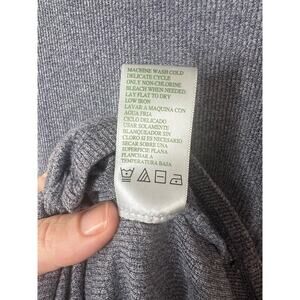 MACHINE WASH COLD
DELICATE CYCLE
ONLY NON-CHLORINE
BLEACH WHEN NEEDED
LAY FLAT TO DRY
LOW IRON
LAVAR A MAQUINA CON
AGUA FRIA
CICLO DELICADO
USAR SOLAMENTE
BLANQUEADOR SIN
CLORO SI ES NECESARIO
SECAR SOBRE UNA
SUPERFICIE PLANA
PLANCHAR A
TEMPERATURA BAJA